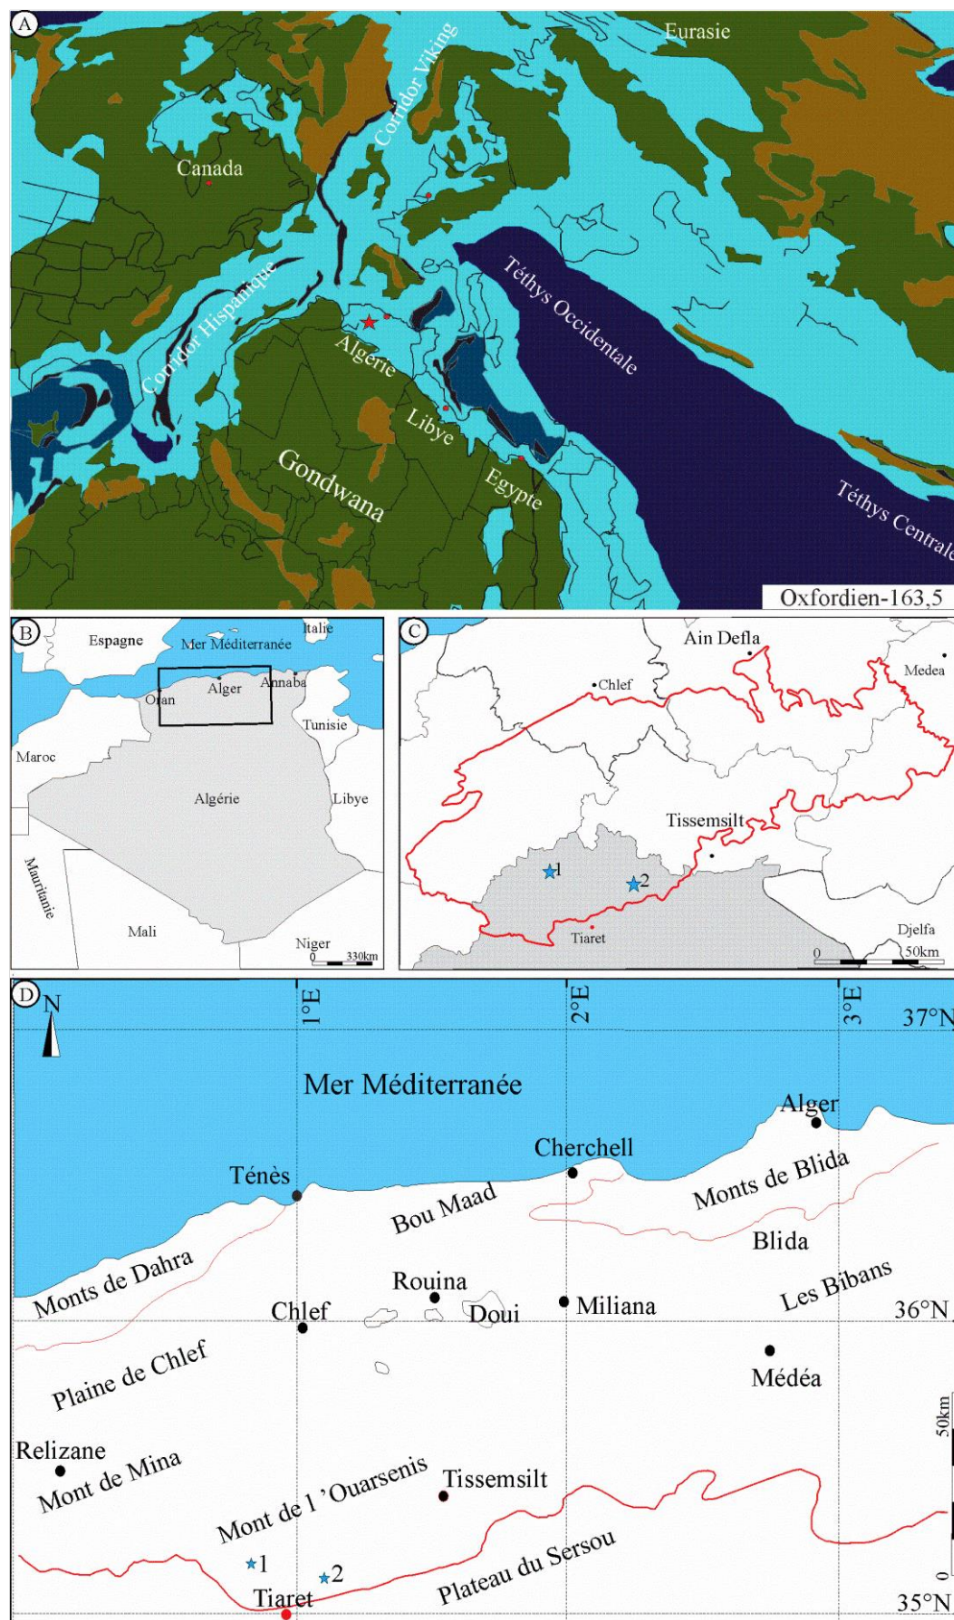 A
Eurasie
Corridor Viking
Canada
Corridor Hispanique
Téthys Occidentale
Algérie
Libye
Gondwana
Egypte
Téthys Centrale
Oxfordien-163,5
B
Espagne
Italie
Mer Méditerranée
Oran
Alger
Annaba
Tunisie
Maroc
Algérie
Libye
Mauritanie
Mali
Niger
0 330km
C
Ain Defla
Medea
Chlef
Tissemsilt
1
2
Tiaret
Djelfa
0 50km
D
N
1°E
2°E
3°E
37°N
Mer Méditerranée
Alger
Cherchell
Ténès
Bou Maad
Monts de Blida
Blida
Monts de Dahra
Les Bibans
Rouina
Chlef
Doui
Miliana
36°N
Plaine de Chlef
Médéa
50km
Relizane
Mont de Mina
Mont de l ’Ouarsenis
Tissemsilt
1
2
Plateau du Sersou
0
Tiaret
35°N